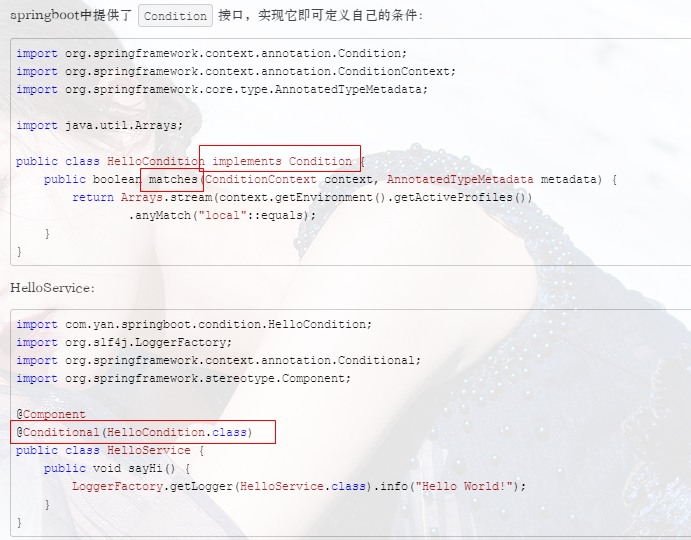 springboot中提供了 Condition 接口，实现它即可定义自己的条件：
import org.springframework.context.annotation.Condition;
import org.springframework.context.annotation.ConditionContext;
import org.springframework.core.type.AnnotatedTypeMetadata;
import java.util.Arrays;
public class HelloCondition implements Condition {
    public boolean matches(ConditionContext context, AnnotatedTypeMetadata metadata) {
        return Arrays.stream(context.getEnvironment().getActiveProfiles())
                .anyMatch("local"::equals);
    }
}
HelloService：
import com.yan.springboot.condition.HelloCondition;
import org.slf4j.LoggerFactory;
import org.springframework.context.annotation.Conditional;
import org.springframework.stereotype.Component;
@Component
@Conditional(HelloCondition.class)
public class HelloService {
    public void sayHi() {
        LoggerFactory.getLogger(HelloService.class).info("Hello World!");
    }
}